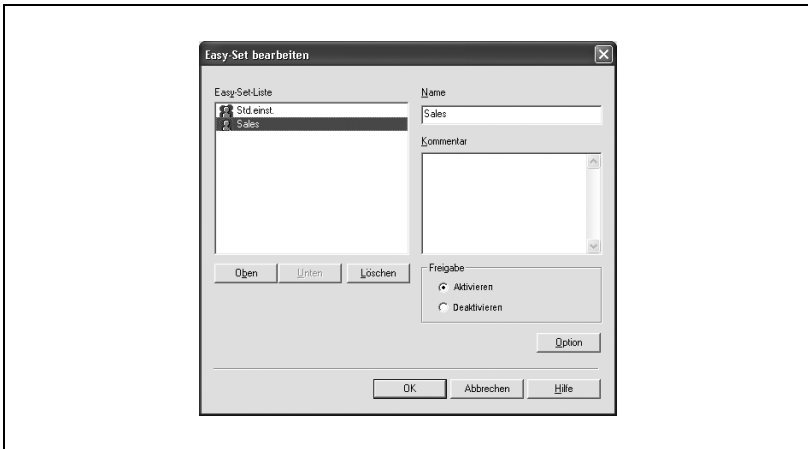 Easy-Set bearbeiten
Easy-Set-Liste
Std.einst.
Sales
Oben
Unten
Löschen
Name
Sales
Kommentar
Freigabe
Aktivieren
Deaktivieren
Option
OK
Abbrechen
Hilfe